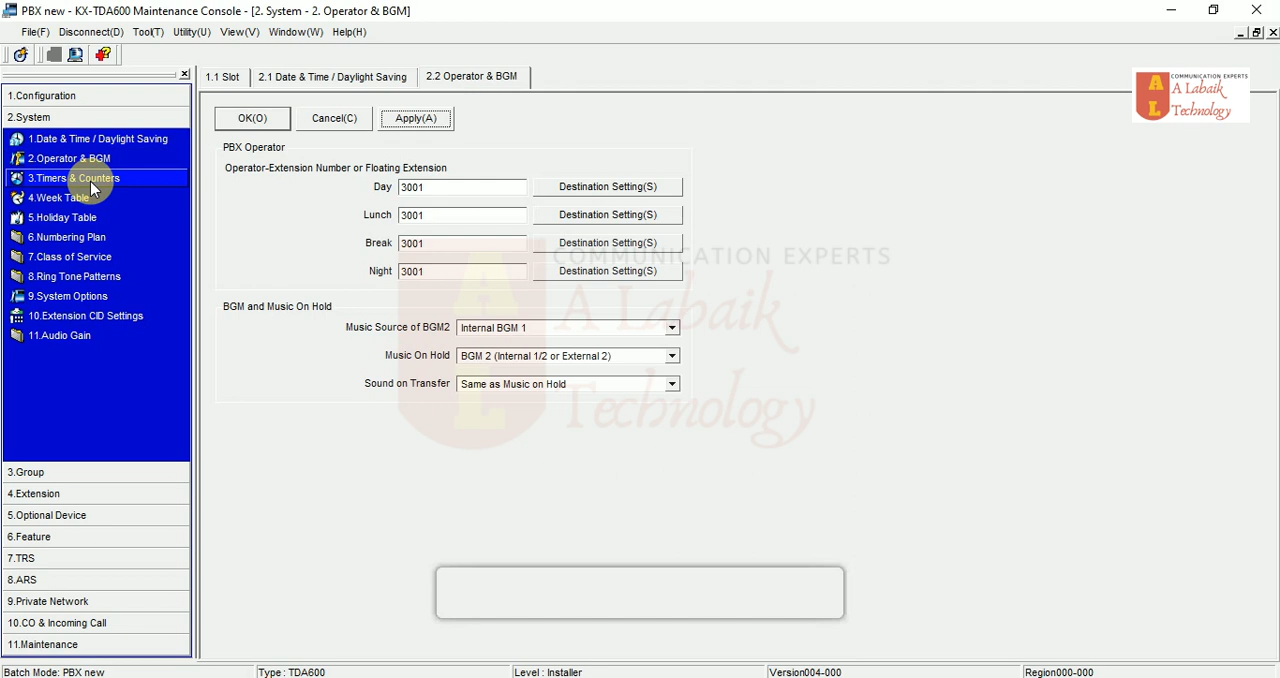 PBX new - KX-TDA600 Maintenance Console - [2. System - 2. Operator & BGM]
File(F) Disconnect(D) Tool(T) Utility(U) View(V) Window(W) Help(H)
1.1 Slot 2.1 Date & Time / Daylight Saving 2.2 Operator & BGM
1.Configuration
2.System
1.Date & Time / Daylight Saving
2.Operator & BGM
3.Timers & Counters
4.Week Table
5.Holiday Table
6.Numbering Plan
7.Class of Service
8.Ring Tone Patterns
9.System Options
10.Extension CID Settings
11.Audio Gain
3.Group
4.Extension
5.Optional Device
6.Feature
7.TRS
8.ARS
9.Private Network
10.CO & Incoming Call
11.Maintenance
OK(O) Cancel(C) Apply(A)
PBX Operator
Operator-Extension Number or Floating Extension
Day 3001 Destination Setting(S)
Lunch 3001 Destination Setting(S)
Break 3001 Destination Setting(S)
Night 3001 Destination Setting(S)
BGM and Music On Hold
Music Source of BGM2 Internal BGM 1
Music On Hold BGM 2 (Internal 1/2 or External 2)
Sound on Transfer Same as Music on Hold
COMMUNICATION EXPERTS
A Labaik
Technology
AL
COMMUNICATION EXPERTS
A Labaik
Technology
AL
Batch Mode: PBX new Type : TDA600 Level : Installer Version004-000 Region000-000